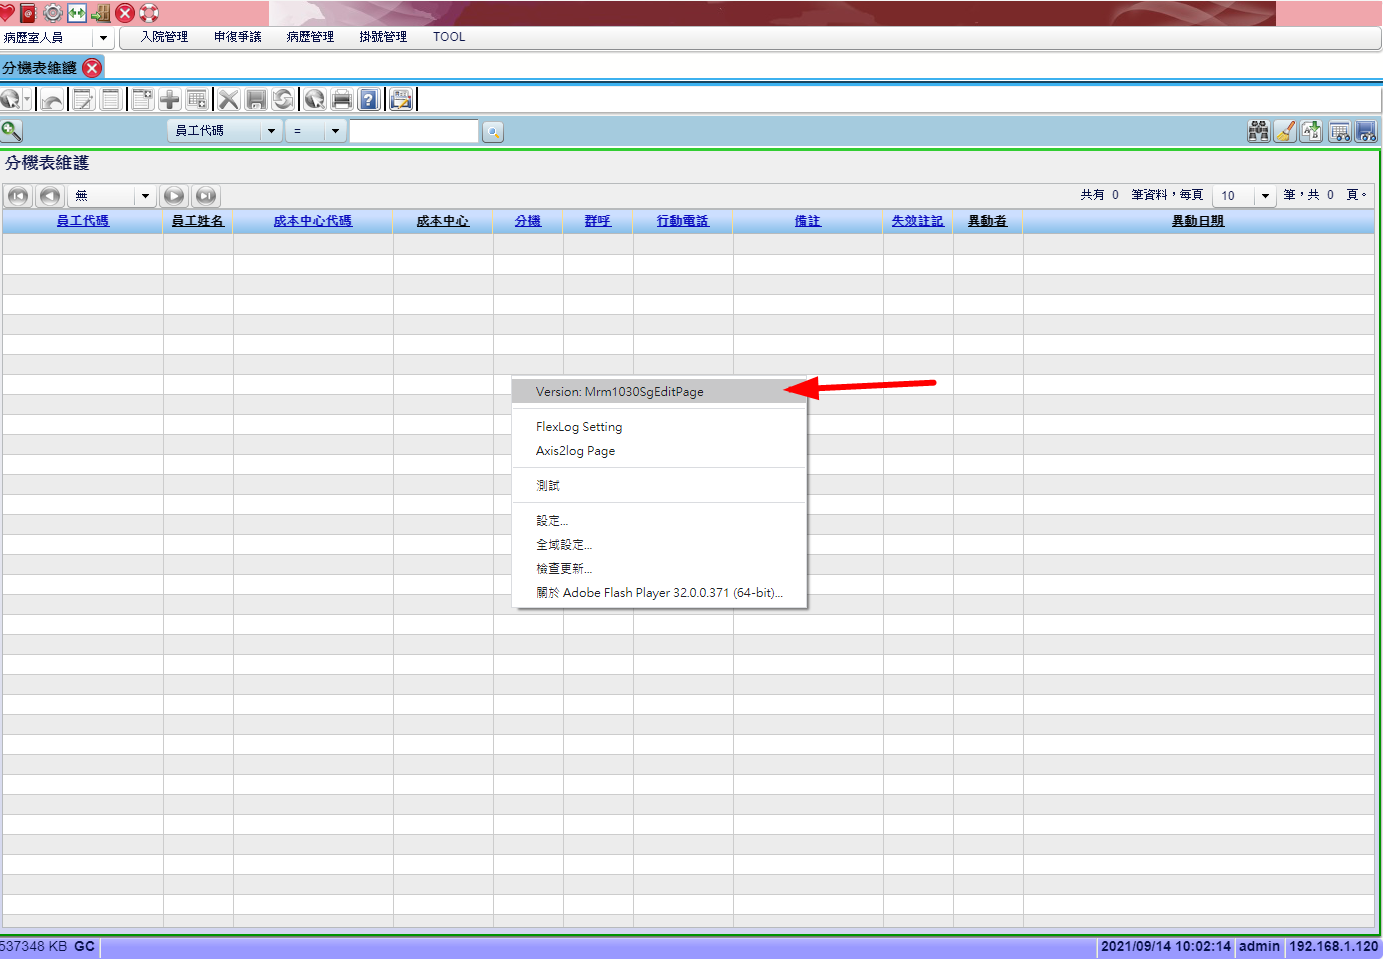 病歷室人員
入院管理 申復爭議 病歷管理 掛號管理 TOOL
分機表維護
員工代碼 =
分機表維護
無
共有 0 筆資料，每頁 10 筆，共 0 頁。
員工代碼 員工姓名 成本中心代碼 成本中心 分機 群呼 行動電話 備註 失效註記 異動者 異動日期
Version: Mrm1030SgEditPage
FlexLog Setting
Axis2log Page
測試
設定...
全域設定...
檢查更新...
關於 Adobe Flash Player 32.0.0.371 (64-bit)...
537348 KB GC
2021/09/14 10:02:14 admin 192.168.1.120